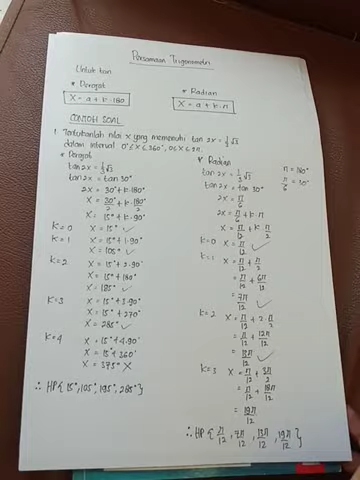 Persamaan Trigonometri
Untuk tan
* Derajat
X = a + k·180
* Radian
X = a + k·π
CONTOH SOAL
1. Tentukanlah nilai x yang memenuhi tan 2x = 1/3 √3
dalam interval 0° ≤ x ≤ 360°, 0 ≤ x ≤ 2π.
* Derajat
tan 2x = 1/3 √3
tan 2x = tan 30°
2x = 30° + k·180°
x = 30°/2 + k·180°/2
x = 15° + k·90°
k=0 x = 15° ✓
k=1 x = 15° + 1·90°
x = 105° ✓
k=2 x = 15° + 2·90°
x = 15° + 180°
x = 195° ✓
k=3 x = 15° + 3·90°
x = 15° + 270°
x = 285° ✓
k=4 x = 15° + 4·90°
x = 15° + 360°
x = 375° X
∴ HP {15°, 105°, 195°, 285°}
* Radian
tan 2x = 1/3 √3
tan 2x = tan 30°
2x = π/6
2x = π/6 + k·π
x = π/12 + k·π/2
k=0 x = π/12 ✓
k=1 x = π/12 + π/2
= π/12 + 6π/12
= 7π/12 ✓
k=2 x = π/12 + 2·π/2
= π/12 + 12π/12
= 13π/12 ✓
k=3 x = π/12 + 3π/2
= π/12 + 18π/12
= 19π/12
∴ HP {π/12, 7π/12, 13π/12, 19π/12}
π = 180°
π/6 = 30°